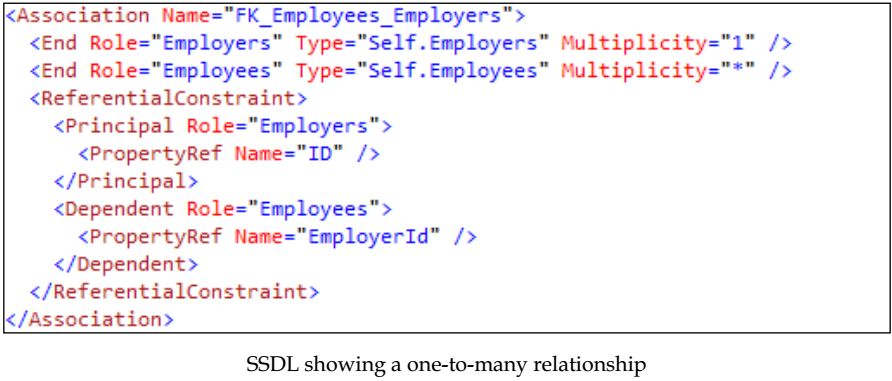 <Association Name="FK_Employees_Employers">
  <End Role="Employers" Type="Self.Employers" Multiplicity="1" />
  <End Role="Employees" Type="Self.Employees" Multiplicity="*" />
  <ReferentialConstraint>
    <Principal Role="Employers">
      <PropertyRef Name="ID" />
    </Principal>
    <Dependent Role="Employees">
      <PropertyRef Name="EmployerId" />
    </Dependent>
  </ReferentialConstraint>
</Association>
SSDL showing a one-to-many relationship